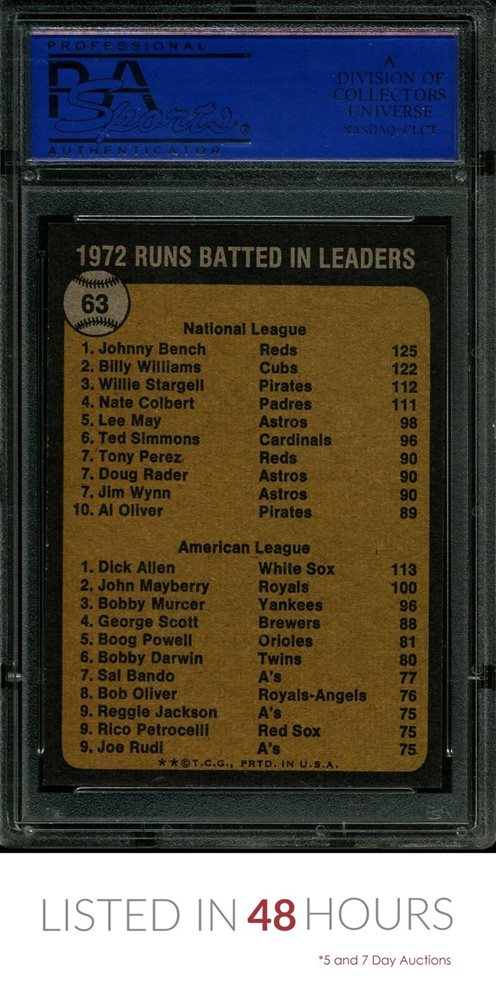 PROFESSIONAL
PSA
Sports®
AUTHENTICATOR
A
DIVISION OF
COLLECTORS
UNIVERSE
NASDAQ: CLCT
1972 RUNS BATTED IN LEADERS
63
National League
1. Johnny Bench Reds 125
2. Billy Williams Cubs 122
3. Willie Stargell Pirates 112
4. Nate Colbert Padres 111
5. Lee May Astros 98
6. Ted Simmons Cardinals 96
7. Tony Perez Reds 90
7. Doug Rader Astros 90
7. Jim Wynn Astros 90
10. Al Oliver Pirates 89
American League
1. Dick Allen White Sox 113
2. John Mayberry Royals 100
3. Bobby Murcer Yankees 96
4. George Scott Brewers 88
5. Boog Powell Orioles 81
6. Bobby Darwin Twins 80
7. Sal Bando A's 77
8. Bob Oliver Royals-Angels 76
9. Reggie Jackson A's 75
9. Rico Petrocelli Red Sox 75
9. Joe Rudi A's 75
**©T.C.G., PRTD. IN U.S.A.
LISTED IN 48 HOURS
*5 and 7 Day Auctions